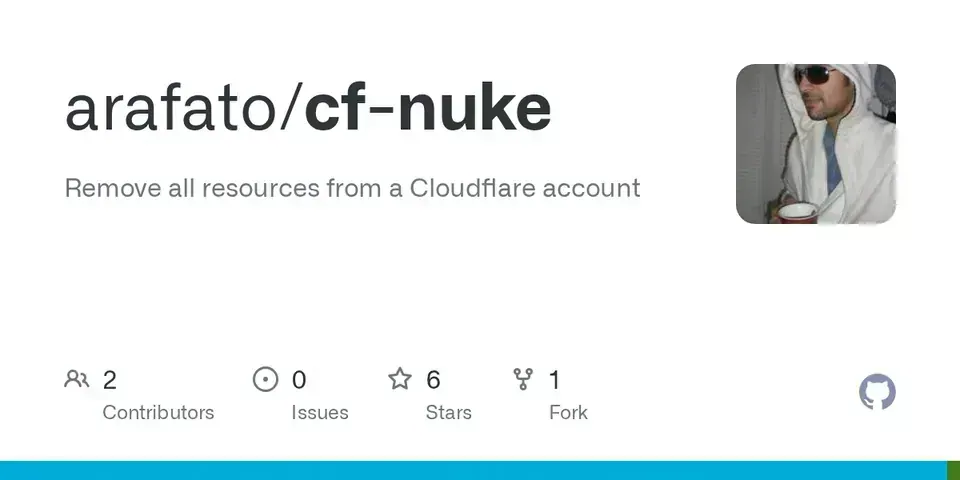 arafato/cf-nuke
Remove all resources from a Cloudflare account
2
Contributors
0
Issues
6
Stars
1
Fork